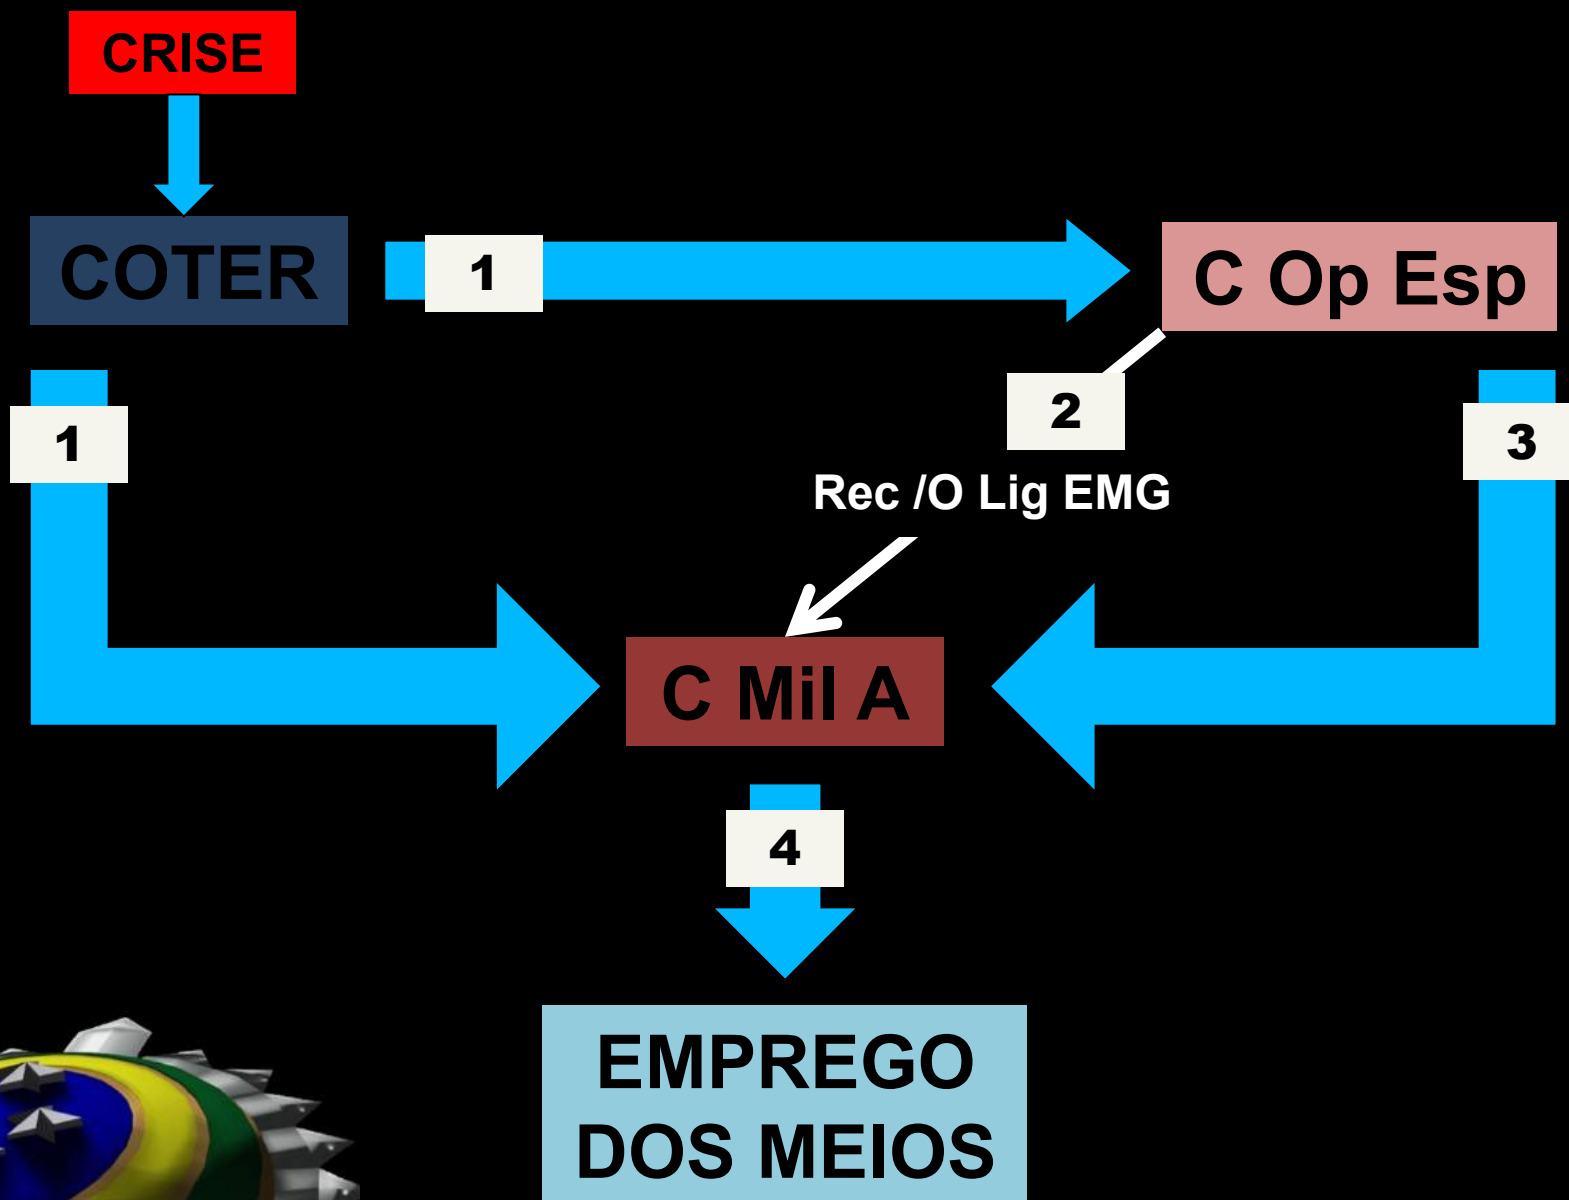 CRISE
COTER
1
C Op Esp
1
2
3
Rec /O Lig EMG
C Mil A
4
EMPREGO
DOS MEIOS